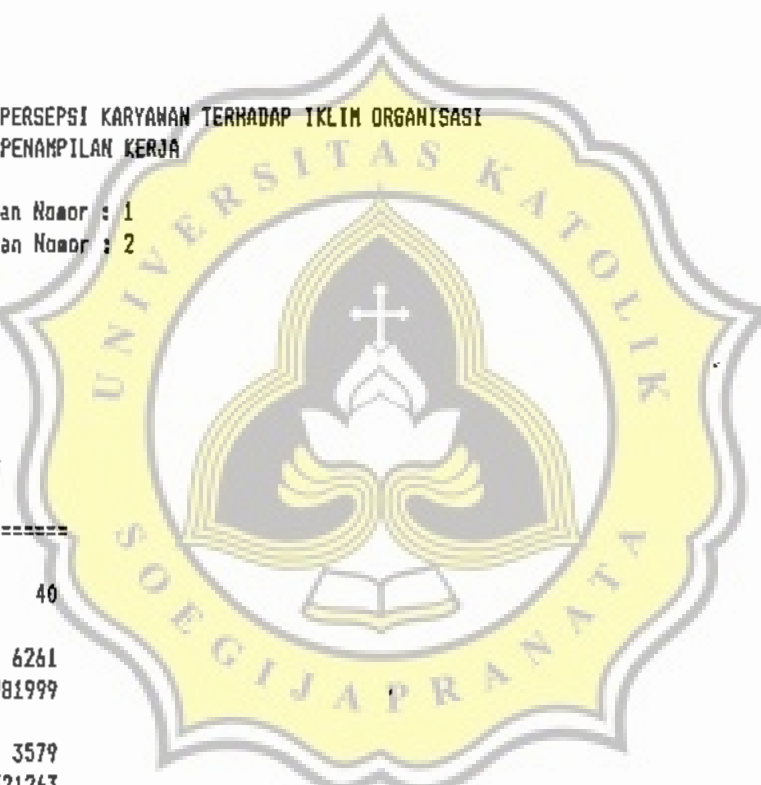 PERSEPSI KARYAWAN TERHADAP IKLIM ORGANISASI
PENAMPILAN KERJA
an Nomor : 1
an Nomor : 2
UNIVERSITAS KATOLIK
SOEGIJAPRANATA
======
40
6261
981999
3579